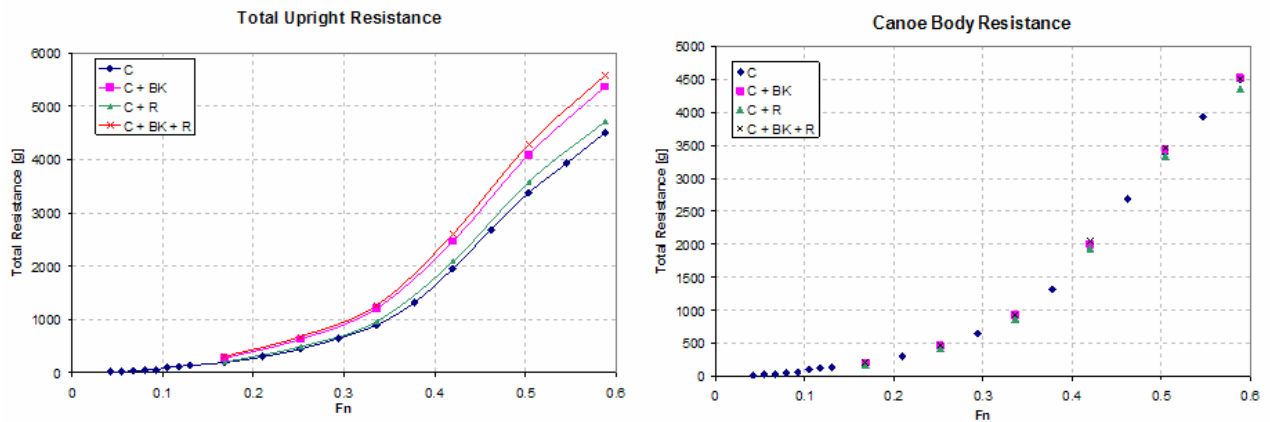 Total Upright Resistance
6000
5000
4000
3000
2000
1000
0
Total Resistance [g]
C
C + BK
C + R
C + BK + R
0 0.1 0.2 0.3 0.4 0.5 0.6
Fn
Canoe Body Resistance
5000
4500
4000
3500
3000
2500
2000
1500
1000
500
0
Total Resistance [g]
C
C + BK
C + R
C + BK + R
0 0.1 0.2 0.3 0.4 0.5 0.6
Fn